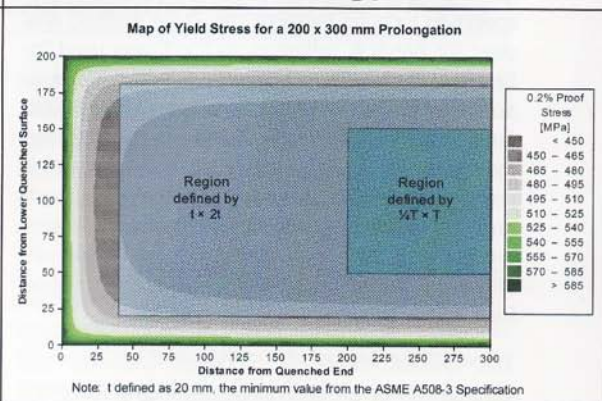 Map of Yield Stress for a 200 x 300 mm Prolongation
200
175
150
125
100
75
50
25
0
Distance from Lower Quenched Surface
Region
defined by
t × 2t
Region
defined by
¼T × T
0 25 50 75 100 125 150 175 200 225 250 275 300
Distance from Quenched End
0.2% Proof
Stress
[MPa]
< 450
450 – 465
465 – 480
480 – 495
495 – 510
510 – 525
525 – 540
540 – 555
555 – 570
570 – 585
> 585
Note: t defined as 20 mm, the minimum value from the ASME A508-3 Specification